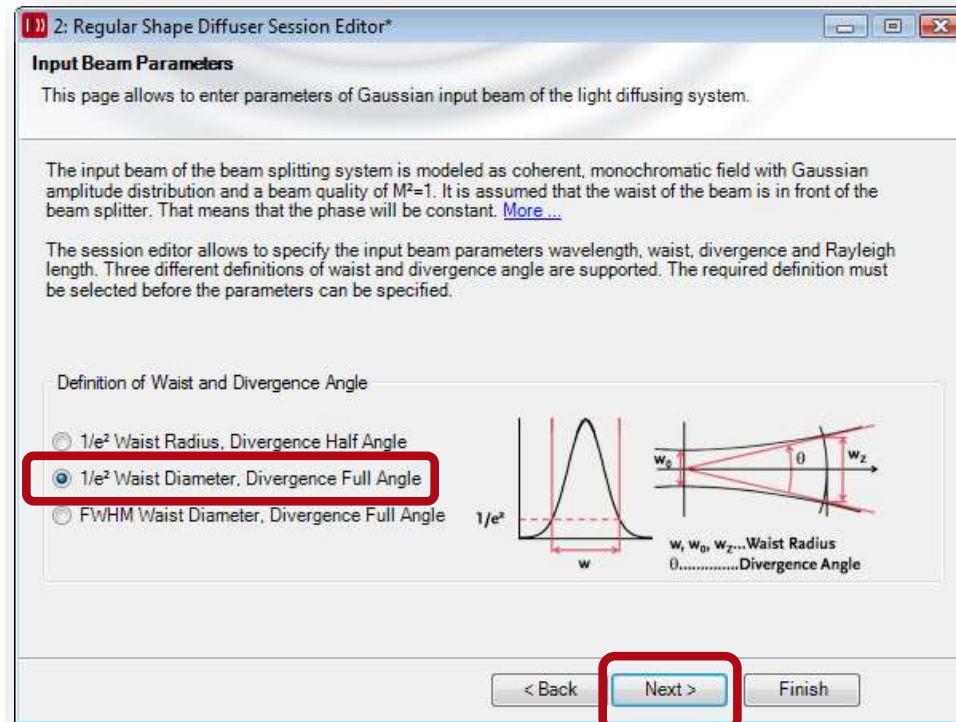 2: Regular Shape Diffuser Session Editor*
Input Beam Parameters
This page allows to enter parameters of Gaussian input beam of the light diffusing system.
The input beam of the beam splitting system is modeled as coherent, monochromatic field with Gaussian
amplitude distribution and a beam quality of M²=1. It is assumed that the waist of the beam is in front of the
beam splitter. That means that the phase will be constant. More ...
The session editor allows to specify the input beam parameters wavelength, waist, divergence and Rayleigh
length. Three different definitions of waist and divergence angle are supported. The required definition must
be selected before the parameters can be specified.
Definition of Waist and Divergence Angle
1/e² Waist Radius, Divergence Half Angle
1/e² Waist Diameter, Divergence Full Angle
FWHM Waist Diameter, Divergence Full Angle
1/e²
w
w₀
θ
w_z
w, w₀, w_z...Waist Radius
θ..............Divergence Angle
< Back
Next >
Finish